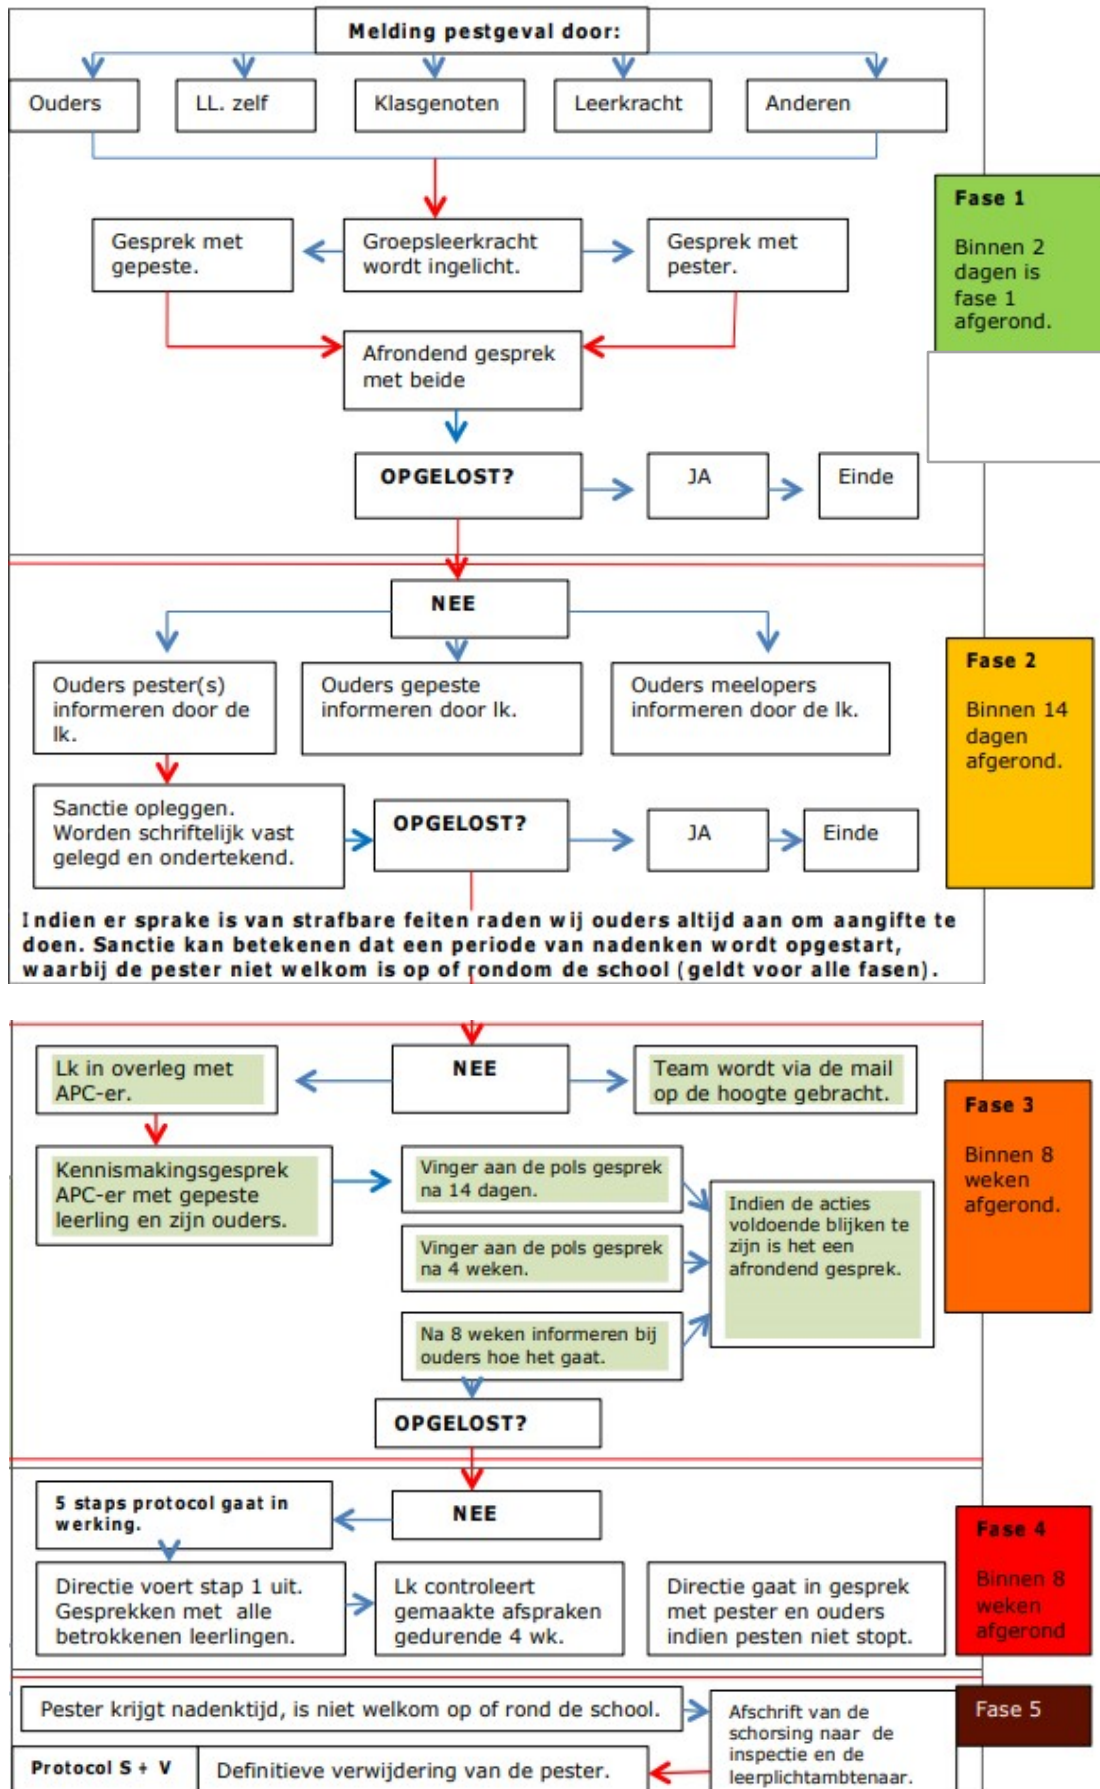 Melding pestgeval door:
Ouders
LL. zelf
Klasgenoten
Leerkracht
Anderen
Fase 1
Binnen 2
dagen is
fase 1
afgerond.
Gesprek met
gepeste.
Groepsleerkracht
wordt ingelicht.
Gesprek met
pester.
Afrondend gesprek
met beide
OPGELOST?
JA
Einde
NEE
Fase 2
Binnen 14
dagen
afgerond.
Ouders pester(s)
informeren door de
lk.
Ouders gepeste
informeren door lk.
Ouders meelopers
informeren door de lk.
Sanctie opleggen.
Worden schriftelijk vast
gelegd en ondertekend.
OPGELOST?
JA
Einde
Indien er sprake is van strafbare feiten raden wij ouders altijd aan om aangifte te
doen. Sanctie kan betekenen dat een periode van nadenken wordt opgestart,
waarbij de pester niet welkom is op of rondom de school (geldt voor alle fasen).
Lk in overleg met
APC-er.
NEE
Team wordt via de mail
op de hoogte gebracht.
Fase 3
Binnen 8
weken
afgerond.
Kennismakingsgesprek
APC-er met gepeste
leerling en zijn ouders.
Vinger aan de pols gesprek
na 14 dagen.
Vinger aan de pols gesprek
na 4 weken.
Na 8 weken informeren bij
ouders hoe het gaat.
Indien de acties
voldoende blijken te
zijn is het een
afrondend gesprek.
OPGELOST?
5 staps protocol gaat in
werking.
NEE
Fase 4
Binnen 8
weken
afgerond
Directie voert stap 1 uit.
Gesprekken met alle
betrokkenen leerlingen.
Lk controleert
gemaakte afspraken
gedurende 4 wk.
Directie gaat in gesprek
met pester en ouders
indien pesten niet stopt.
Pester krijgt nadenktijd, is niet welkom op of rond de school.
Afschrift van de
schorsing naar de
inspectie en de
leerplichtambtenaar.
Fase 5
Protocol S + V
Definitieve verwijdering van de pester.